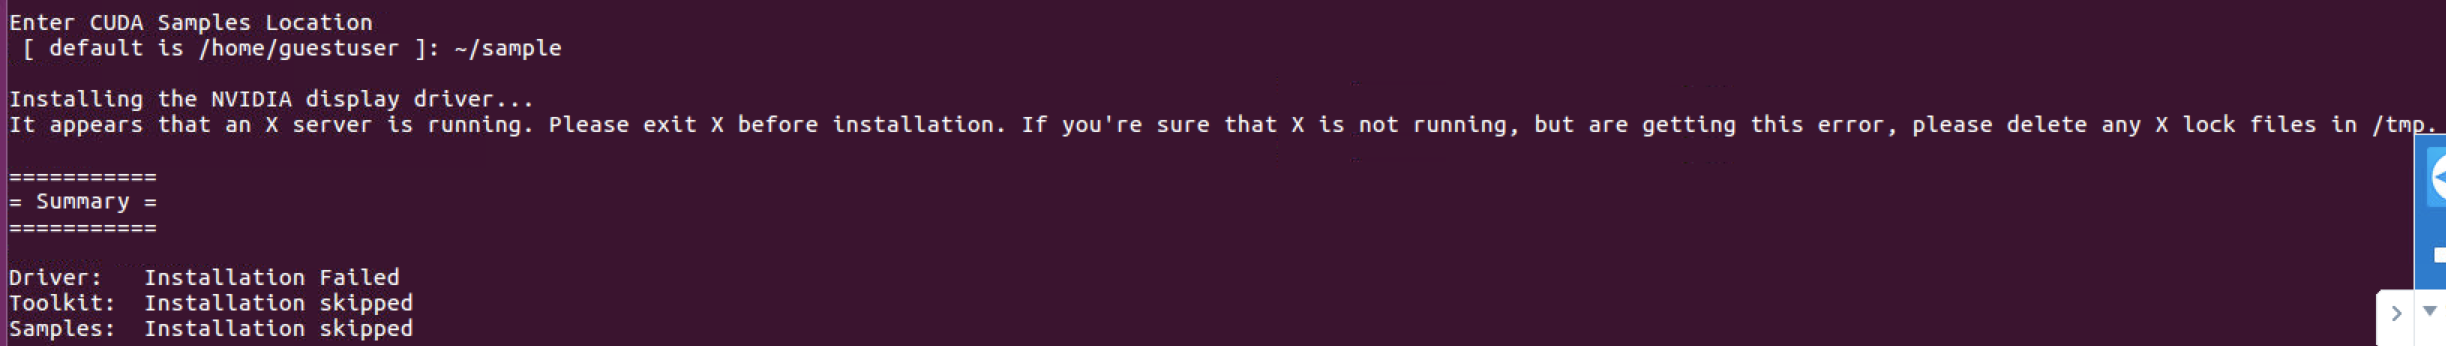 Enter CUDA Samples Location
[ default is /home/guestuser ]: ~/sample
Installing the NVIDIA display driver...
It appears that an X server is running. Please exit X before installation. If you're sure that X is not running, but are getting this error, please delete any X lock files in /tmp.
===========
= Summary =
===========
Driver:   Installation Failed
Toolkit:  Installation skipped
Samples:  Installation skipped